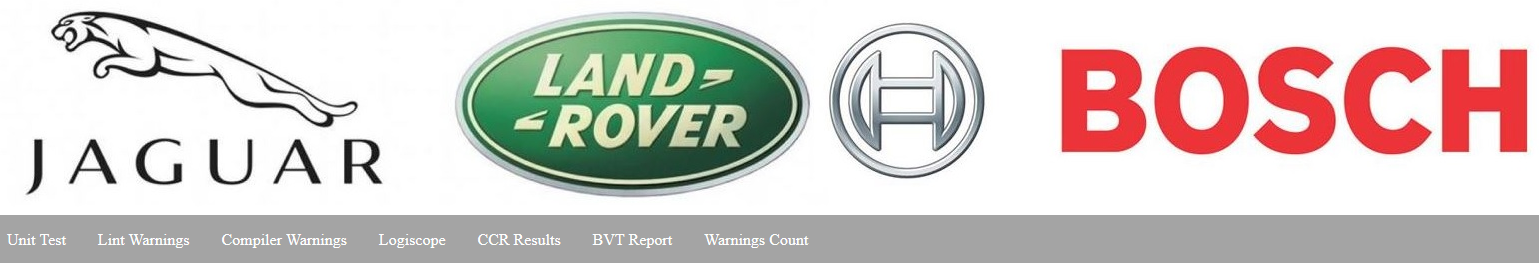 JAGUAR
LAND
ROVER
BOSCH
Unit Test Lint Warnings Compiler Warnings Logiscope CCR Results BVT Report Warnings Count